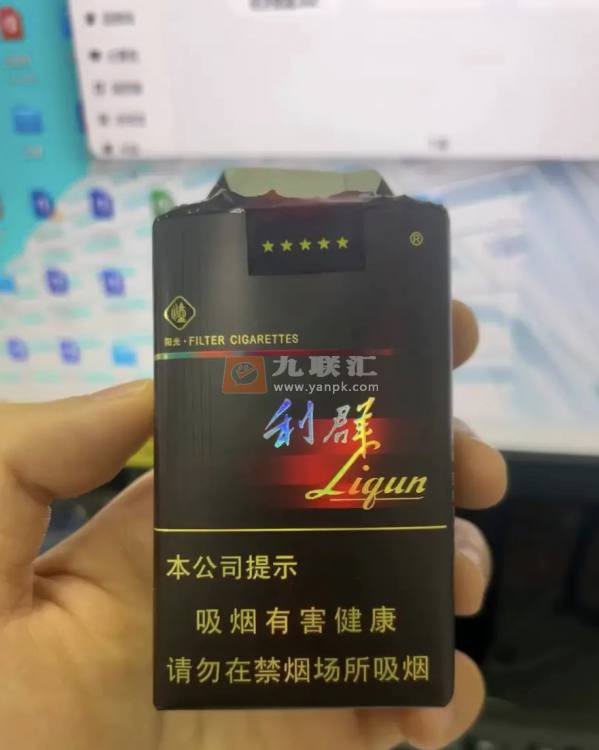 ★★★★★
®
阳光·FILTER CIGARETTES
九联汇
www.yanpk.com
利群
Liqun
本公司提示
吸烟有害健康
请勿在禁烟场所吸烟